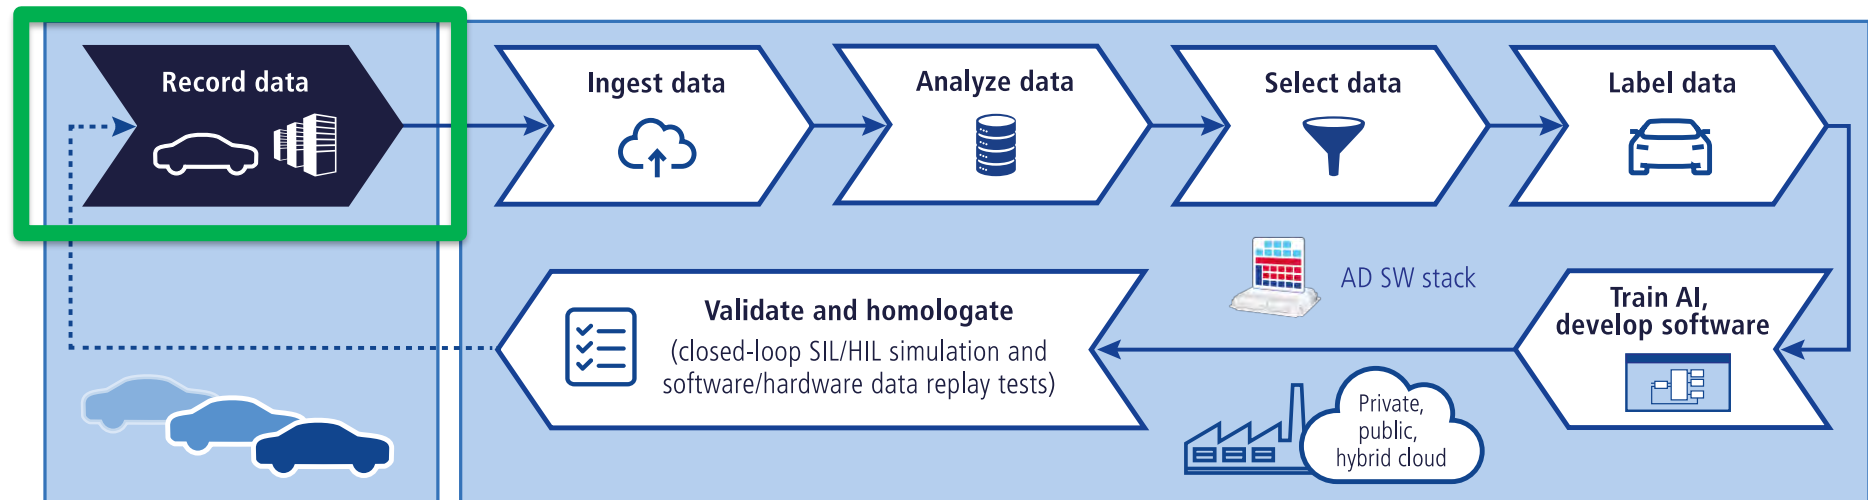 Record data
Ingest data
Analyze data
Select data
Label data
AD SW stack
Train AI,
develop software
Validate and homologate
(closed-loop SIL/HIL simulation and
software/hardware data replay tests)
Private,
public,
hybrid cloud